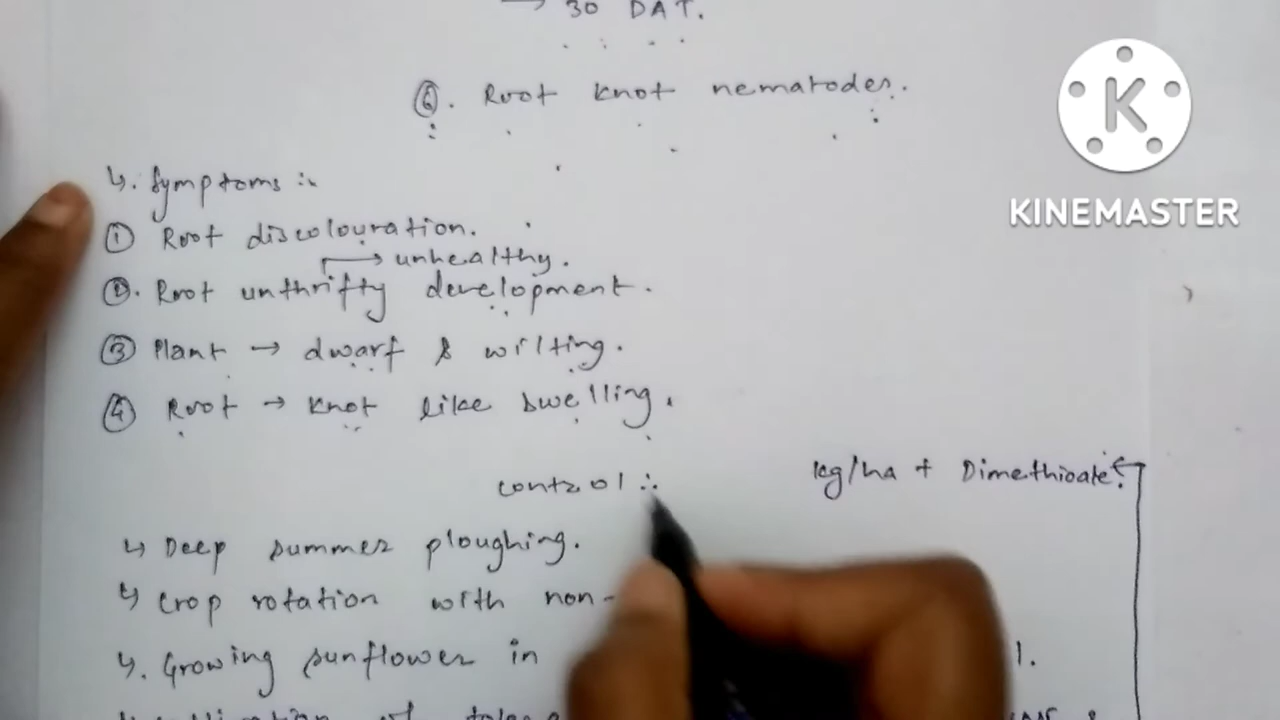 → 30 DAT.
⑥. Root knot nematodes.
K
KINEMASTER
↳. Symptoms :-
① Root discolouration.
→ unhealthy.
②. Root unthrifty development.
③ Plant → dwarf & wilting.
④ Root → Knot like swelling.
control :-
kg/ha + Dimethioate
↳ Deep summer ploughing.
↳ Crop rotation with non-
↳. Growing sunflower in